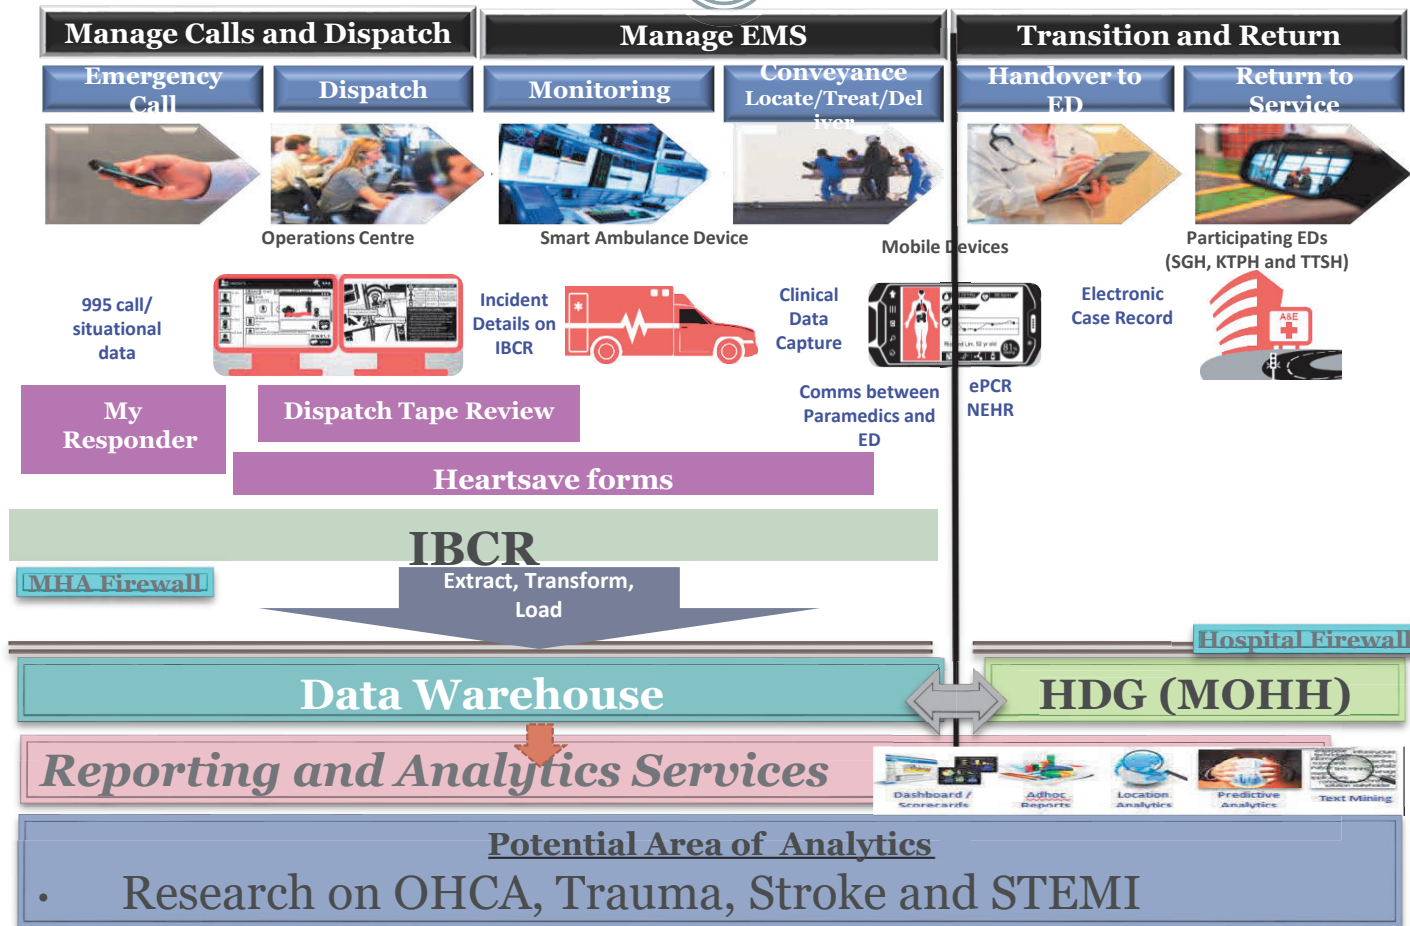 Manage Calls and Dispatch
Manage EMS
Transition and Return
Emergency
Call
Dispatch
Monitoring
Conveyance
Locate/Treat/Del
iver
Handover to
ED
Return to
Service
Operations Centre
Smart Ambulance Device
Mobile Devices
Participating EDs
(SGH, KTPH and TTSH)
995 call/
situational
data
Incident
Details on
IBCR
Clinical
Data
Capture
81%
Electronic
Case Record
A&E
My
Responder
Dispatch Tape Review
Comms between
Paramedics and
ED
ePCR
NEHR
Heartsave forms
IBCR
MHA Firewall
Extract, Transform,
Load
Hospital Firewall
Data Warehouse
HDG (MOHH)
Reporting and Analytics Services
Dashboard /
Scorecards
Adhoc
Reports
Location
Analytics
Predictive
Analytics
Text Mining
Potential Area of Analytics
• Research on OHCA, Trauma, Stroke and STEMI